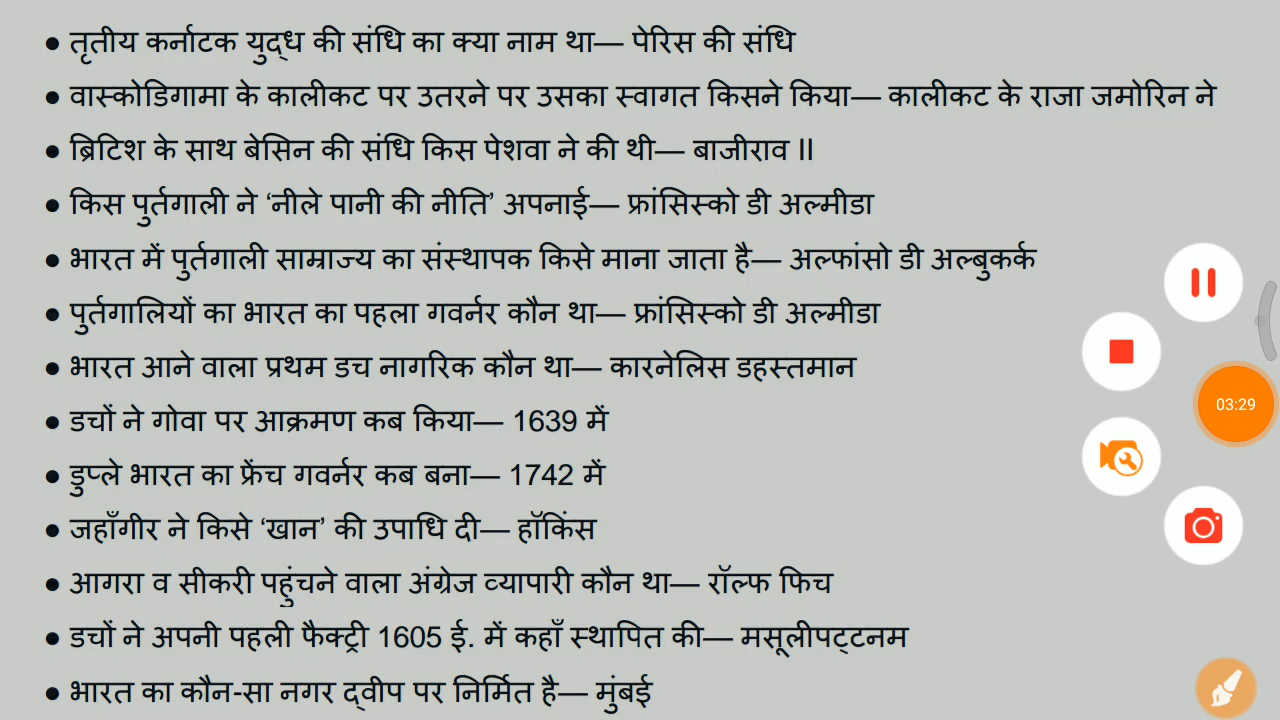 ● तृतीय कर्नाटक युद्ध की संधि का क्या नाम था— पेरिस की संधि
● वास्कोडिगामा के कालीकट पर उतरने पर उसका स्वागत किसने किया— कालीकट के राजा जमोरिन ने
● ब्रिटिश के साथ बेसिन की संधि किस पेशवा ने की थी— बाजीराव II
● किस पुर्तगाली ने ‘नीले पानी की नीति’ अपनाई— फ्रांसिस्को डी अल्मीडा
● भारत में पुर्तगाली साम्राज्य का संस्थापक किसे माना जाता है— अल्फांसो डी अल्बुकर्क
● पुर्तगालियों का भारत का पहला गवर्नर कौन था— फ्रांसिस्को डी अल्मीडा
● भारत आने वाला प्रथम डच नागरिक कौन था— कारनेलिस डहस्तमान
03:29
● डचों ने गोवा पर आक्रमण कब किया— 1639 में
● डुप्ले भारत का फ्रेंच गवर्नर कब बना— 1742 में
● जहाँगीर ने किसे ‘खान’ की उपाधि दी— हॉकिंस
● आगरा व सीकरी पहुंचने वाला अंग्रेज व्यापारी कौन था— रॉल्फ फिच
● डचों ने अपनी पहली फैक्ट्री 1605 ई. में कहाँ स्थापित की— मसूलीपट्टनम
● भारत का कौन-सा नगर द्वीप पर निर्मित है— मुंबई